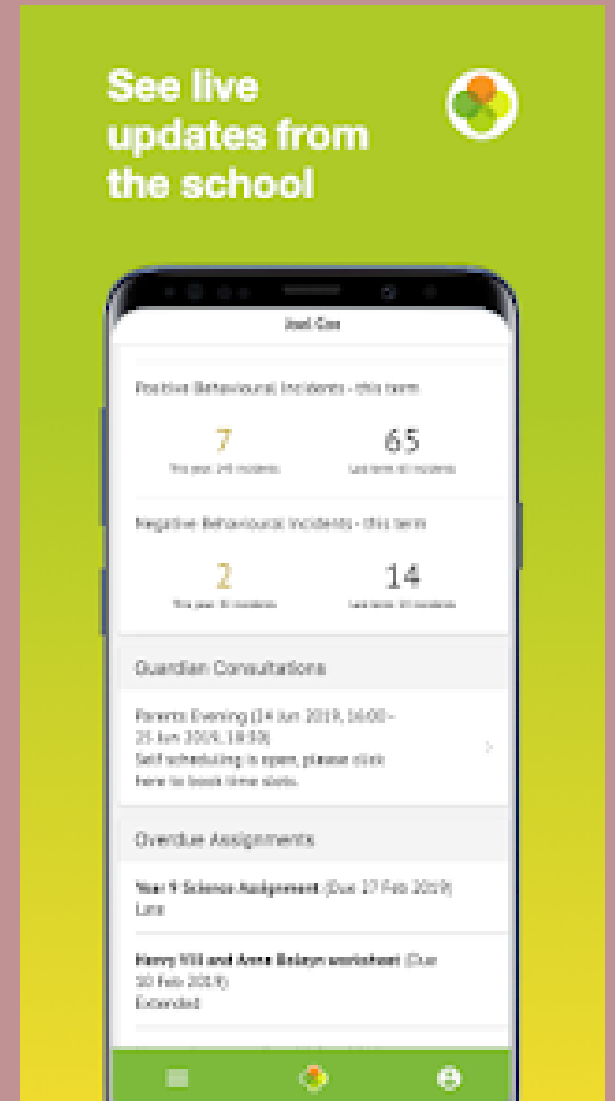 See live
updates from
the school
Positive Behavioural Incidents - this term
7
65
Negative Behavioural Incidents - this term
2
14
Guardian Consultations
Parents Evening (24 Jun 2019, 16:00 -
25 Jun 2019, 18:30)
Self scheduling is open, please click
here to book time slots.
Overdue Assignments
Year 9 Science Assignment (Due 27 Feb 2019)
Late
Henry VIII and Anne Boleyn worksheet (Due
Feb 2019)
Extended